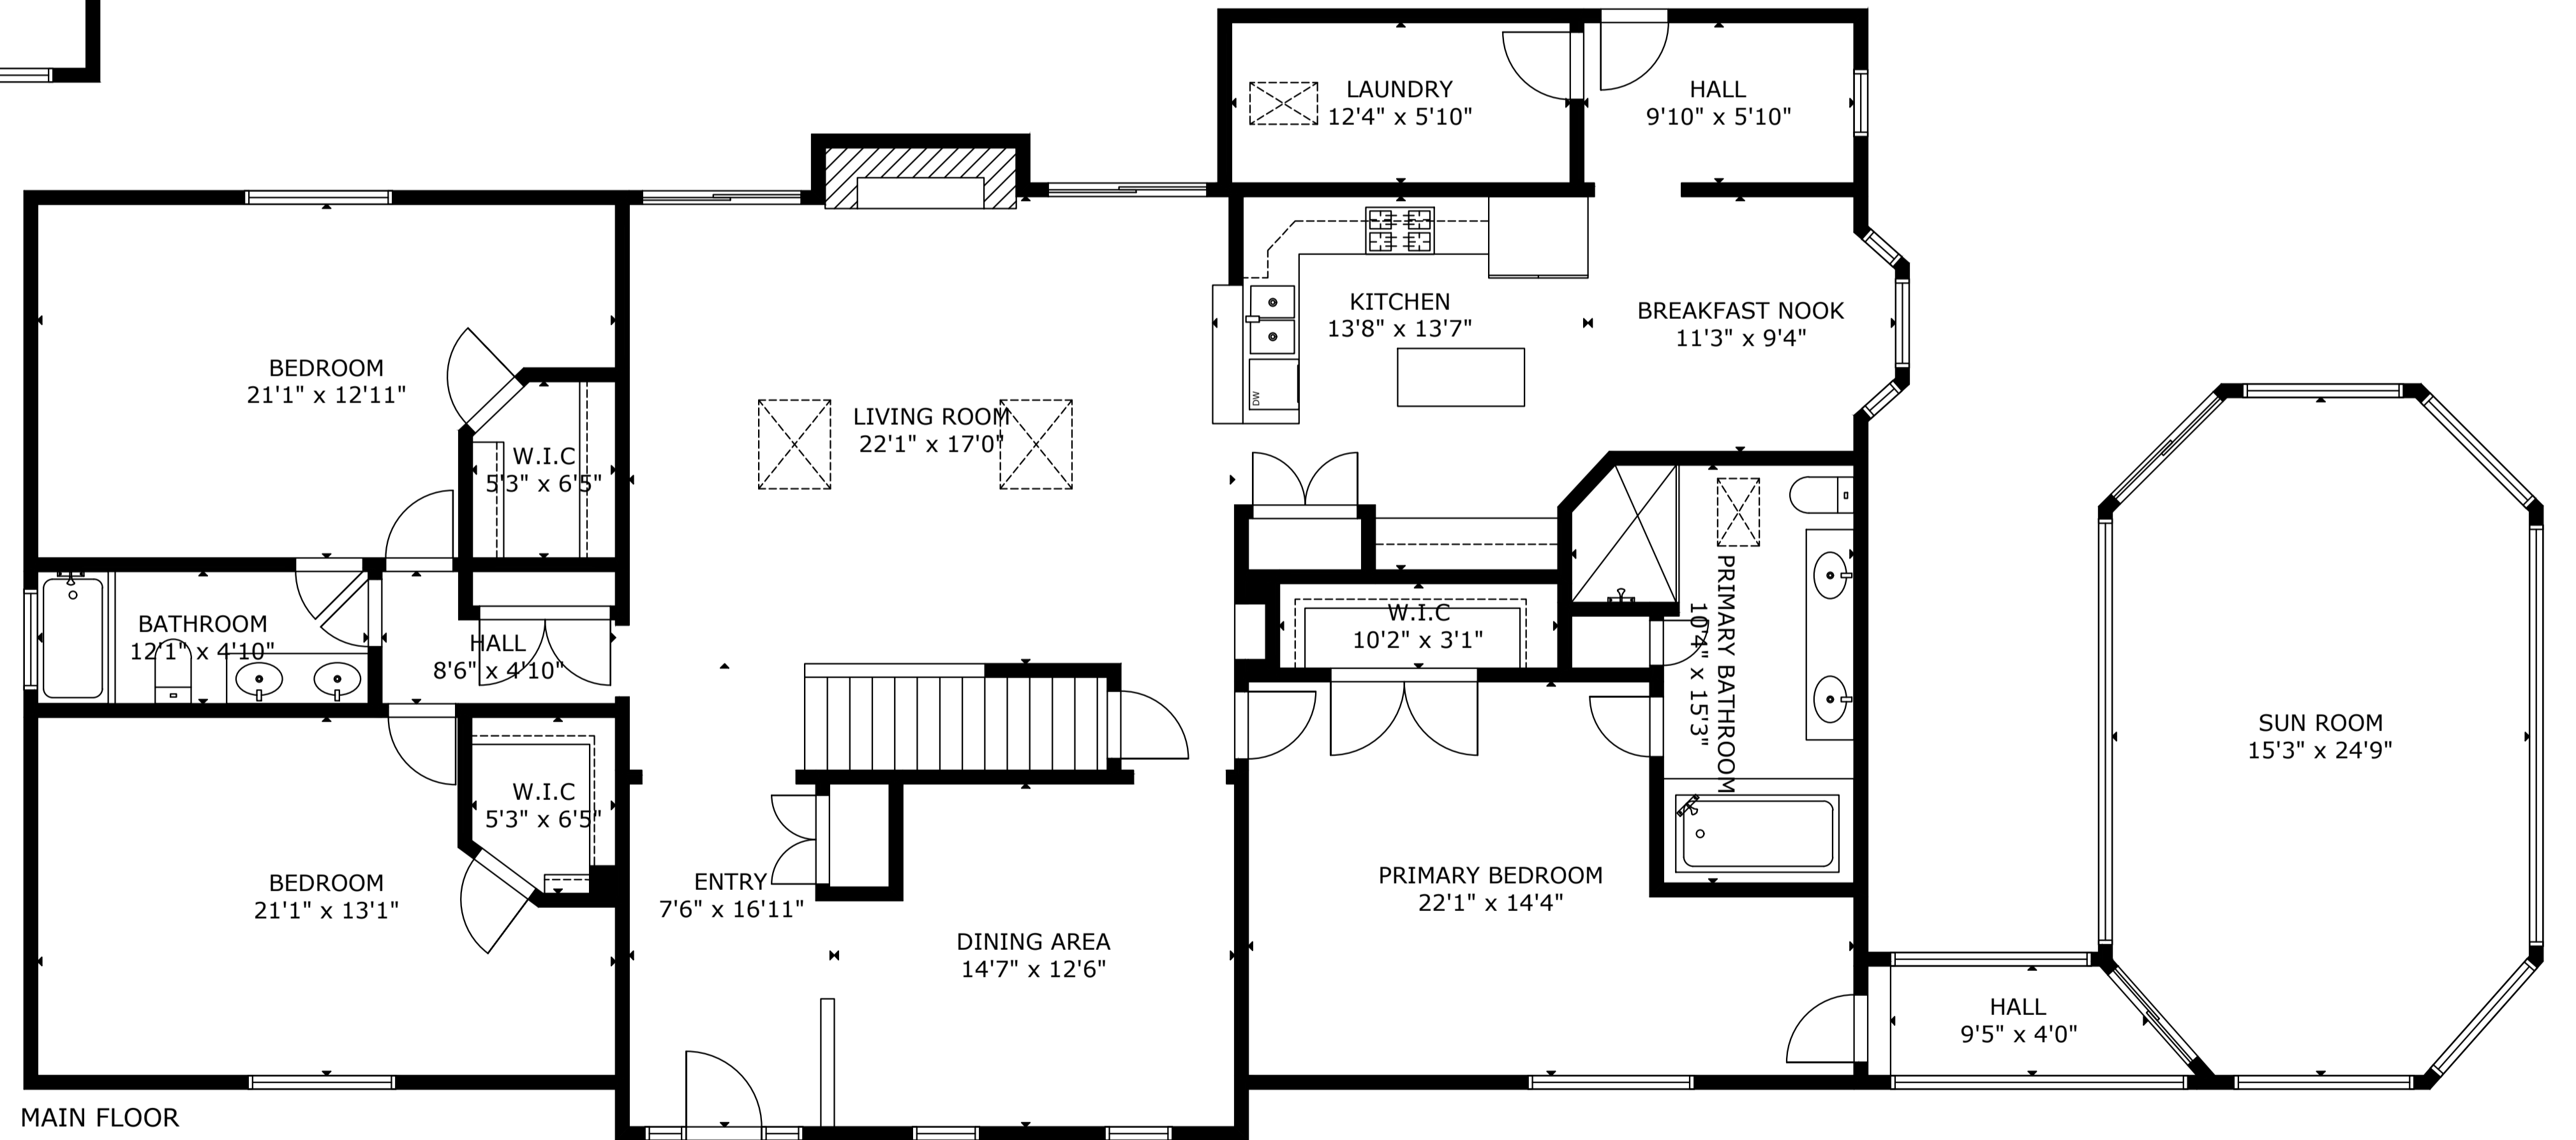 LAUNDRY
12'4" x 5'10"
HALL
9'10" x 5'10"
BEDROOM
21'1" x 12'11"
W.I.C
5'3" x 6'5"
LIVING ROOM
22'1" x 17'0"
KITCHEN
13'8" x 13'7"
DW
BREAKFAST NOOK
11'3" x 9'4"
BATHROOM
12'1" x 4'10"
HALL
8'6" x 4'10"
W.I.C
10'2" x 3'1"
PRIMARY BATHROOM
10'4" x 15'3"
SUN ROOM
15'3" x 24'9"
W.I.C
5'3" x 6'5"
BEDROOM
21'1" x 13'1"
ENTRY
7'6" x 16'11"
DINING AREA
14'7" x 12'6"
PRIMARY BEDROOM
22'1" x 14'4"
HALL
9'5" x 4'0"
MAIN FLOOR